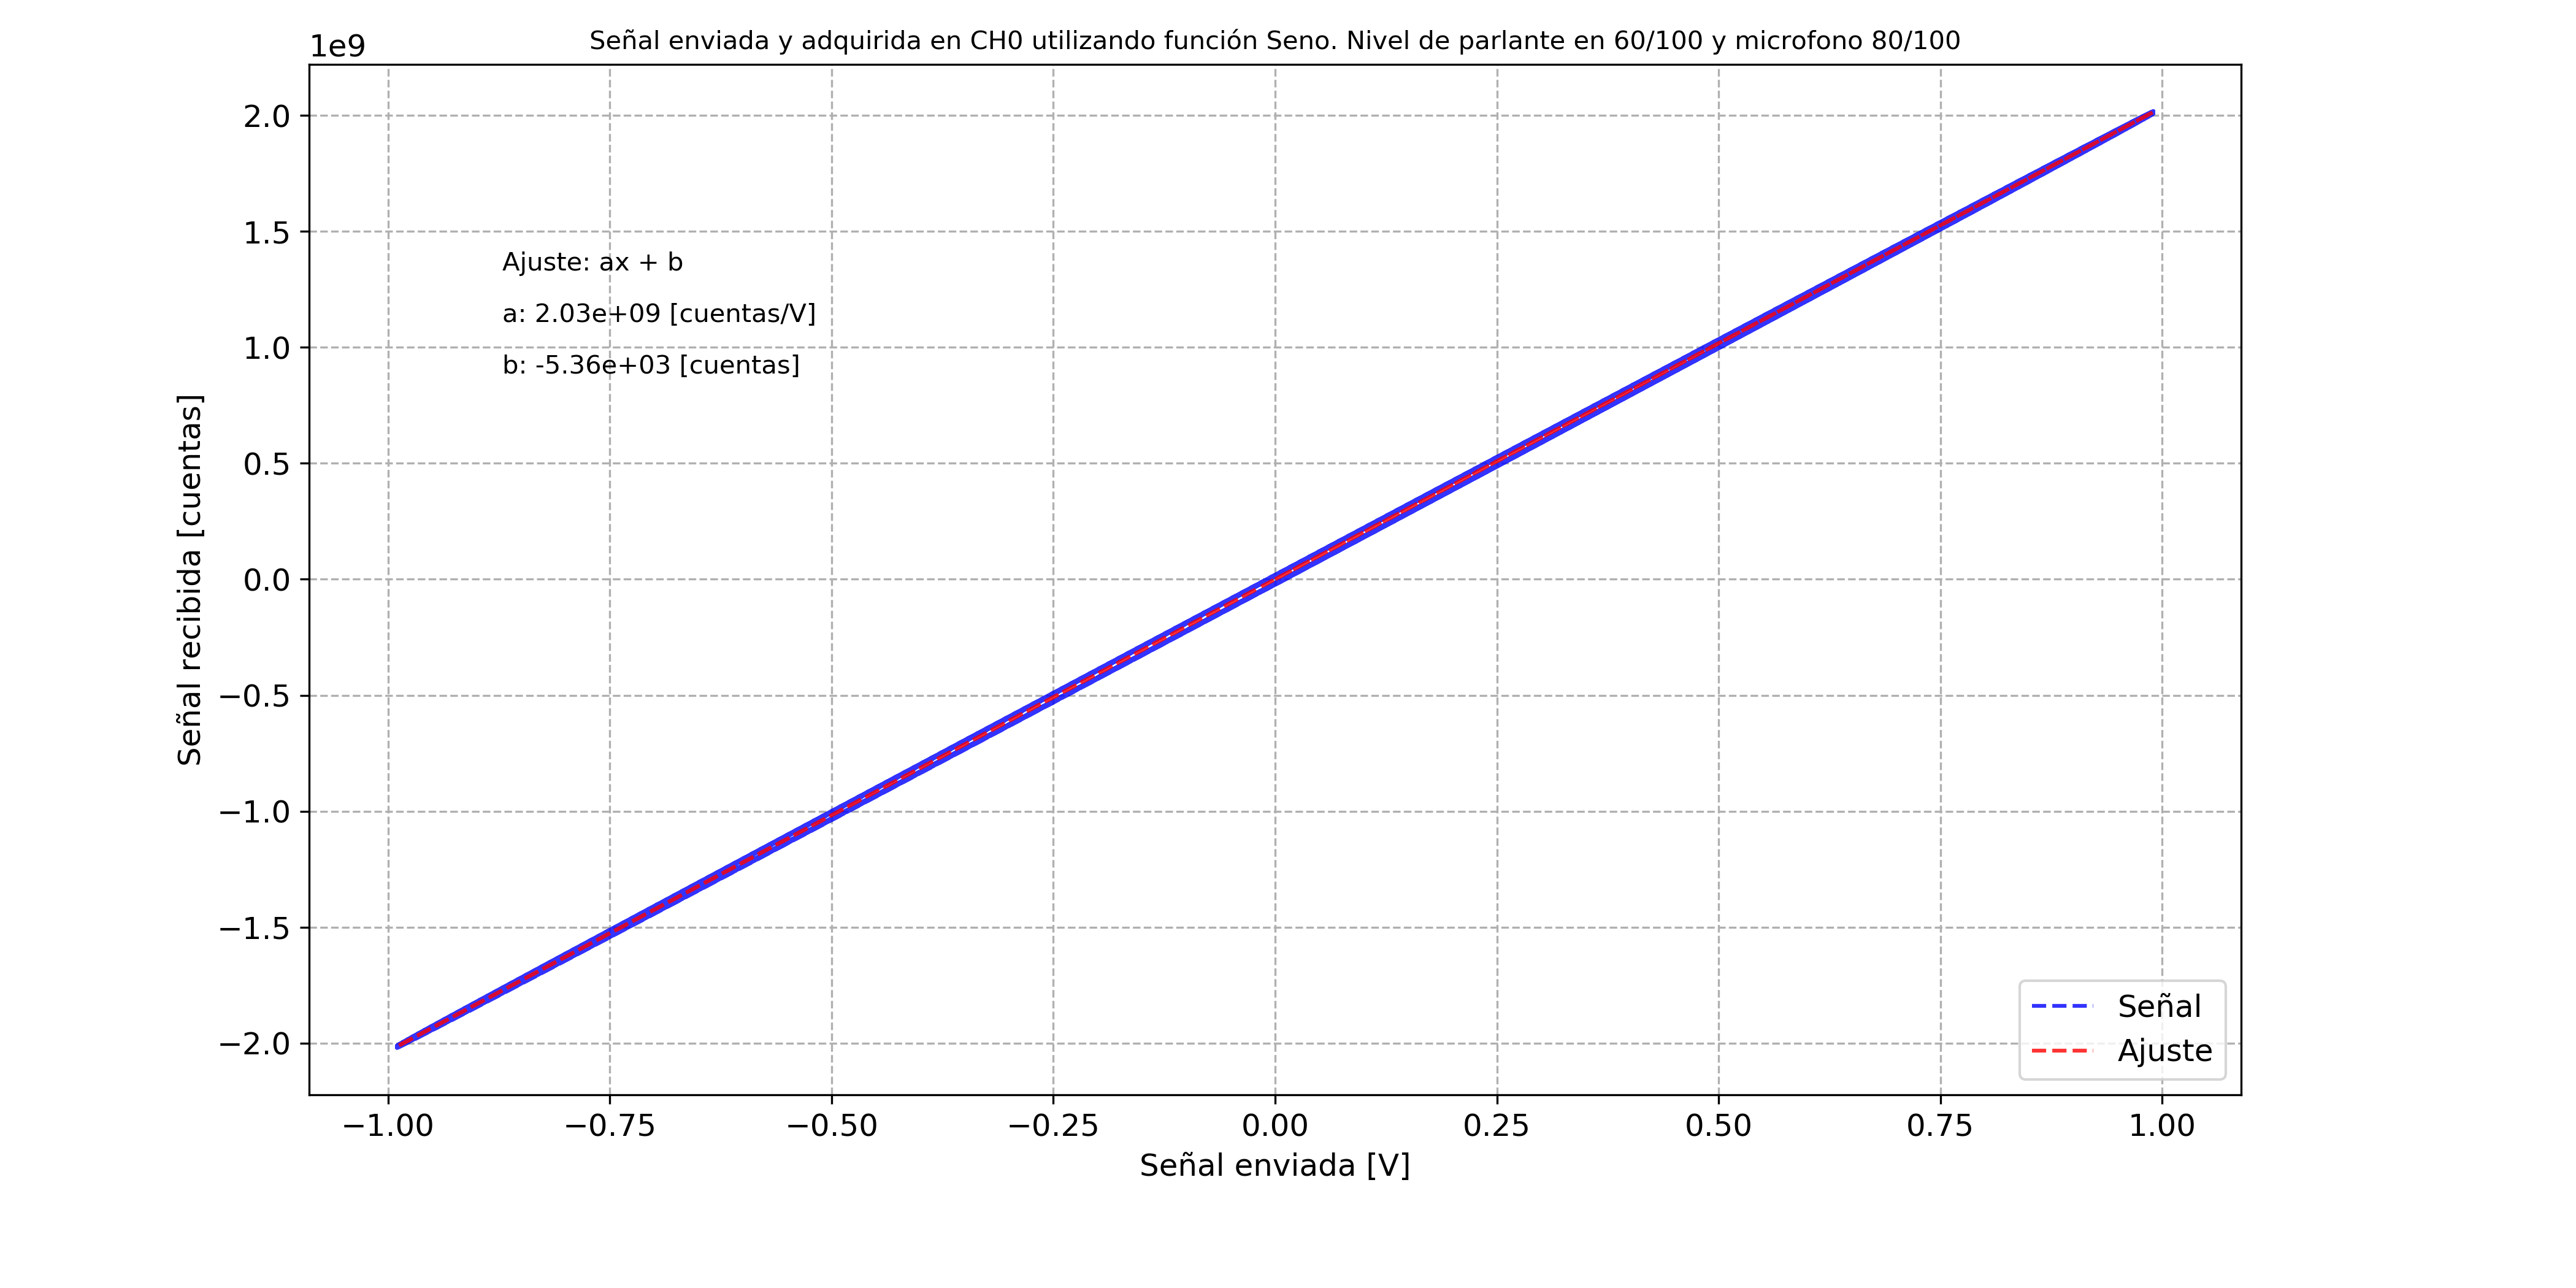 Señal enviada y adquirida en CH0 utilizando función Seno. Nivel de parlante en 60/100 y microfono 80/100
1e9
2.0
1.5
1.0
0.5
0.0
−0.5
−1.0
−1.5
−2.0
Señal recibida [cuentas]
Ajuste: ax + b
a: 2.03e+09 [cuentas/V]
b: -5.36e+03 [cuentas]
Señal
Ajuste
−1.00 −0.75 −0.50 −0.25 0.00 0.25 0.50 0.75 1.00
Señal enviada [V]